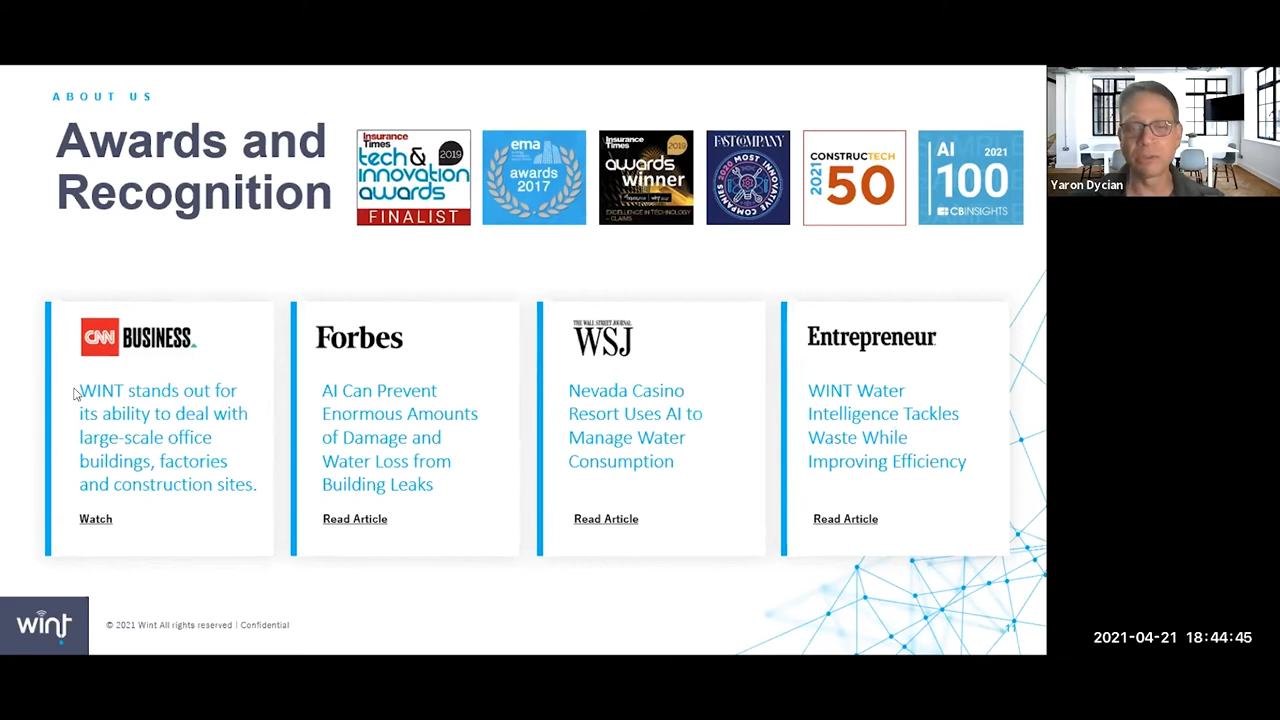 ABOUT US
Awards and
Recognition
Insurance
Times
2019
tech &
innovation
awards
FINALIST
ema
awards
2017
Insurance
Times
2019
awards
winner
EXCELLENCE IN TECHNOLOGY
– CLAIMS
FAST COMPANY
2020 MOST INNOVATIVE COMPANIES
CONSTRUCTECH
2021
50
AI 2021
100
CBINSIGHTS
Yaron Dycian
CNN BUSINESS
WINT stands out for
its ability to deal with
large-scale office
buildings, factories
and construction sites.
Watch
Forbes
AI Can Prevent
Enormous Amounts
of Damage and
Water Loss from
Building Leaks
Read Article
THE WALL STREET JOURNAL
WSJ
Nevada Casino
Resort Uses AI to
Manage Water
Consumption
Read Article
Entrepreneur
WINT Water
Intelligence Tackles
Waste While
Improving Efficiency
Read Article
wint
© 2021 Wint All rights reserved | Confidential
11
2021-04-21 18:44:45